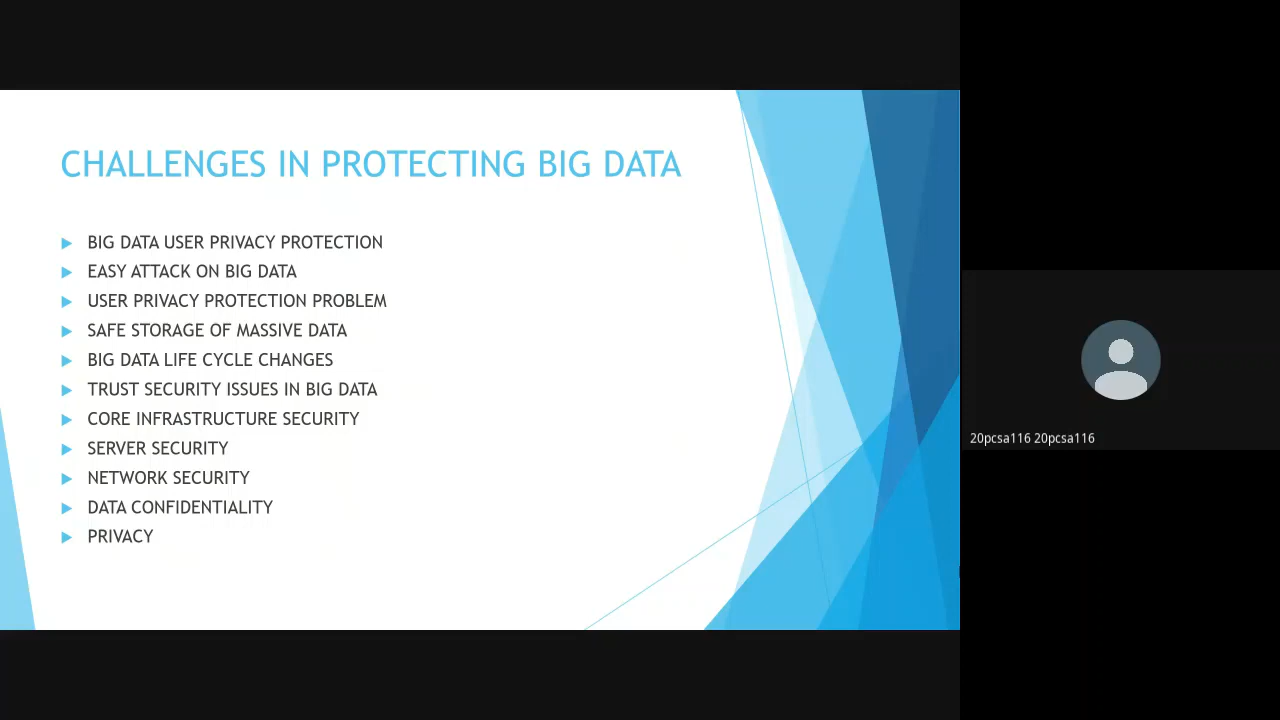 CHALLENGES IN PROTECTING BIG DATA
BIG DATA USER PRIVACY PROTECTION
EASY ATTACK ON BIG DATA
USER PRIVACY PROTECTION PROBLEM
SAFE STORAGE OF MASSIVE DATA
BIG DATA LIFE CYCLE CHANGES
TRUST SECURITY ISSUES IN BIG DATA
CORE INFRASTRUCTURE SECURITY
SERVER SECURITY
NETWORK SECURITY
DATA CONFIDENTIALITY
PRIVACY
20pcsa116 20pcsa116